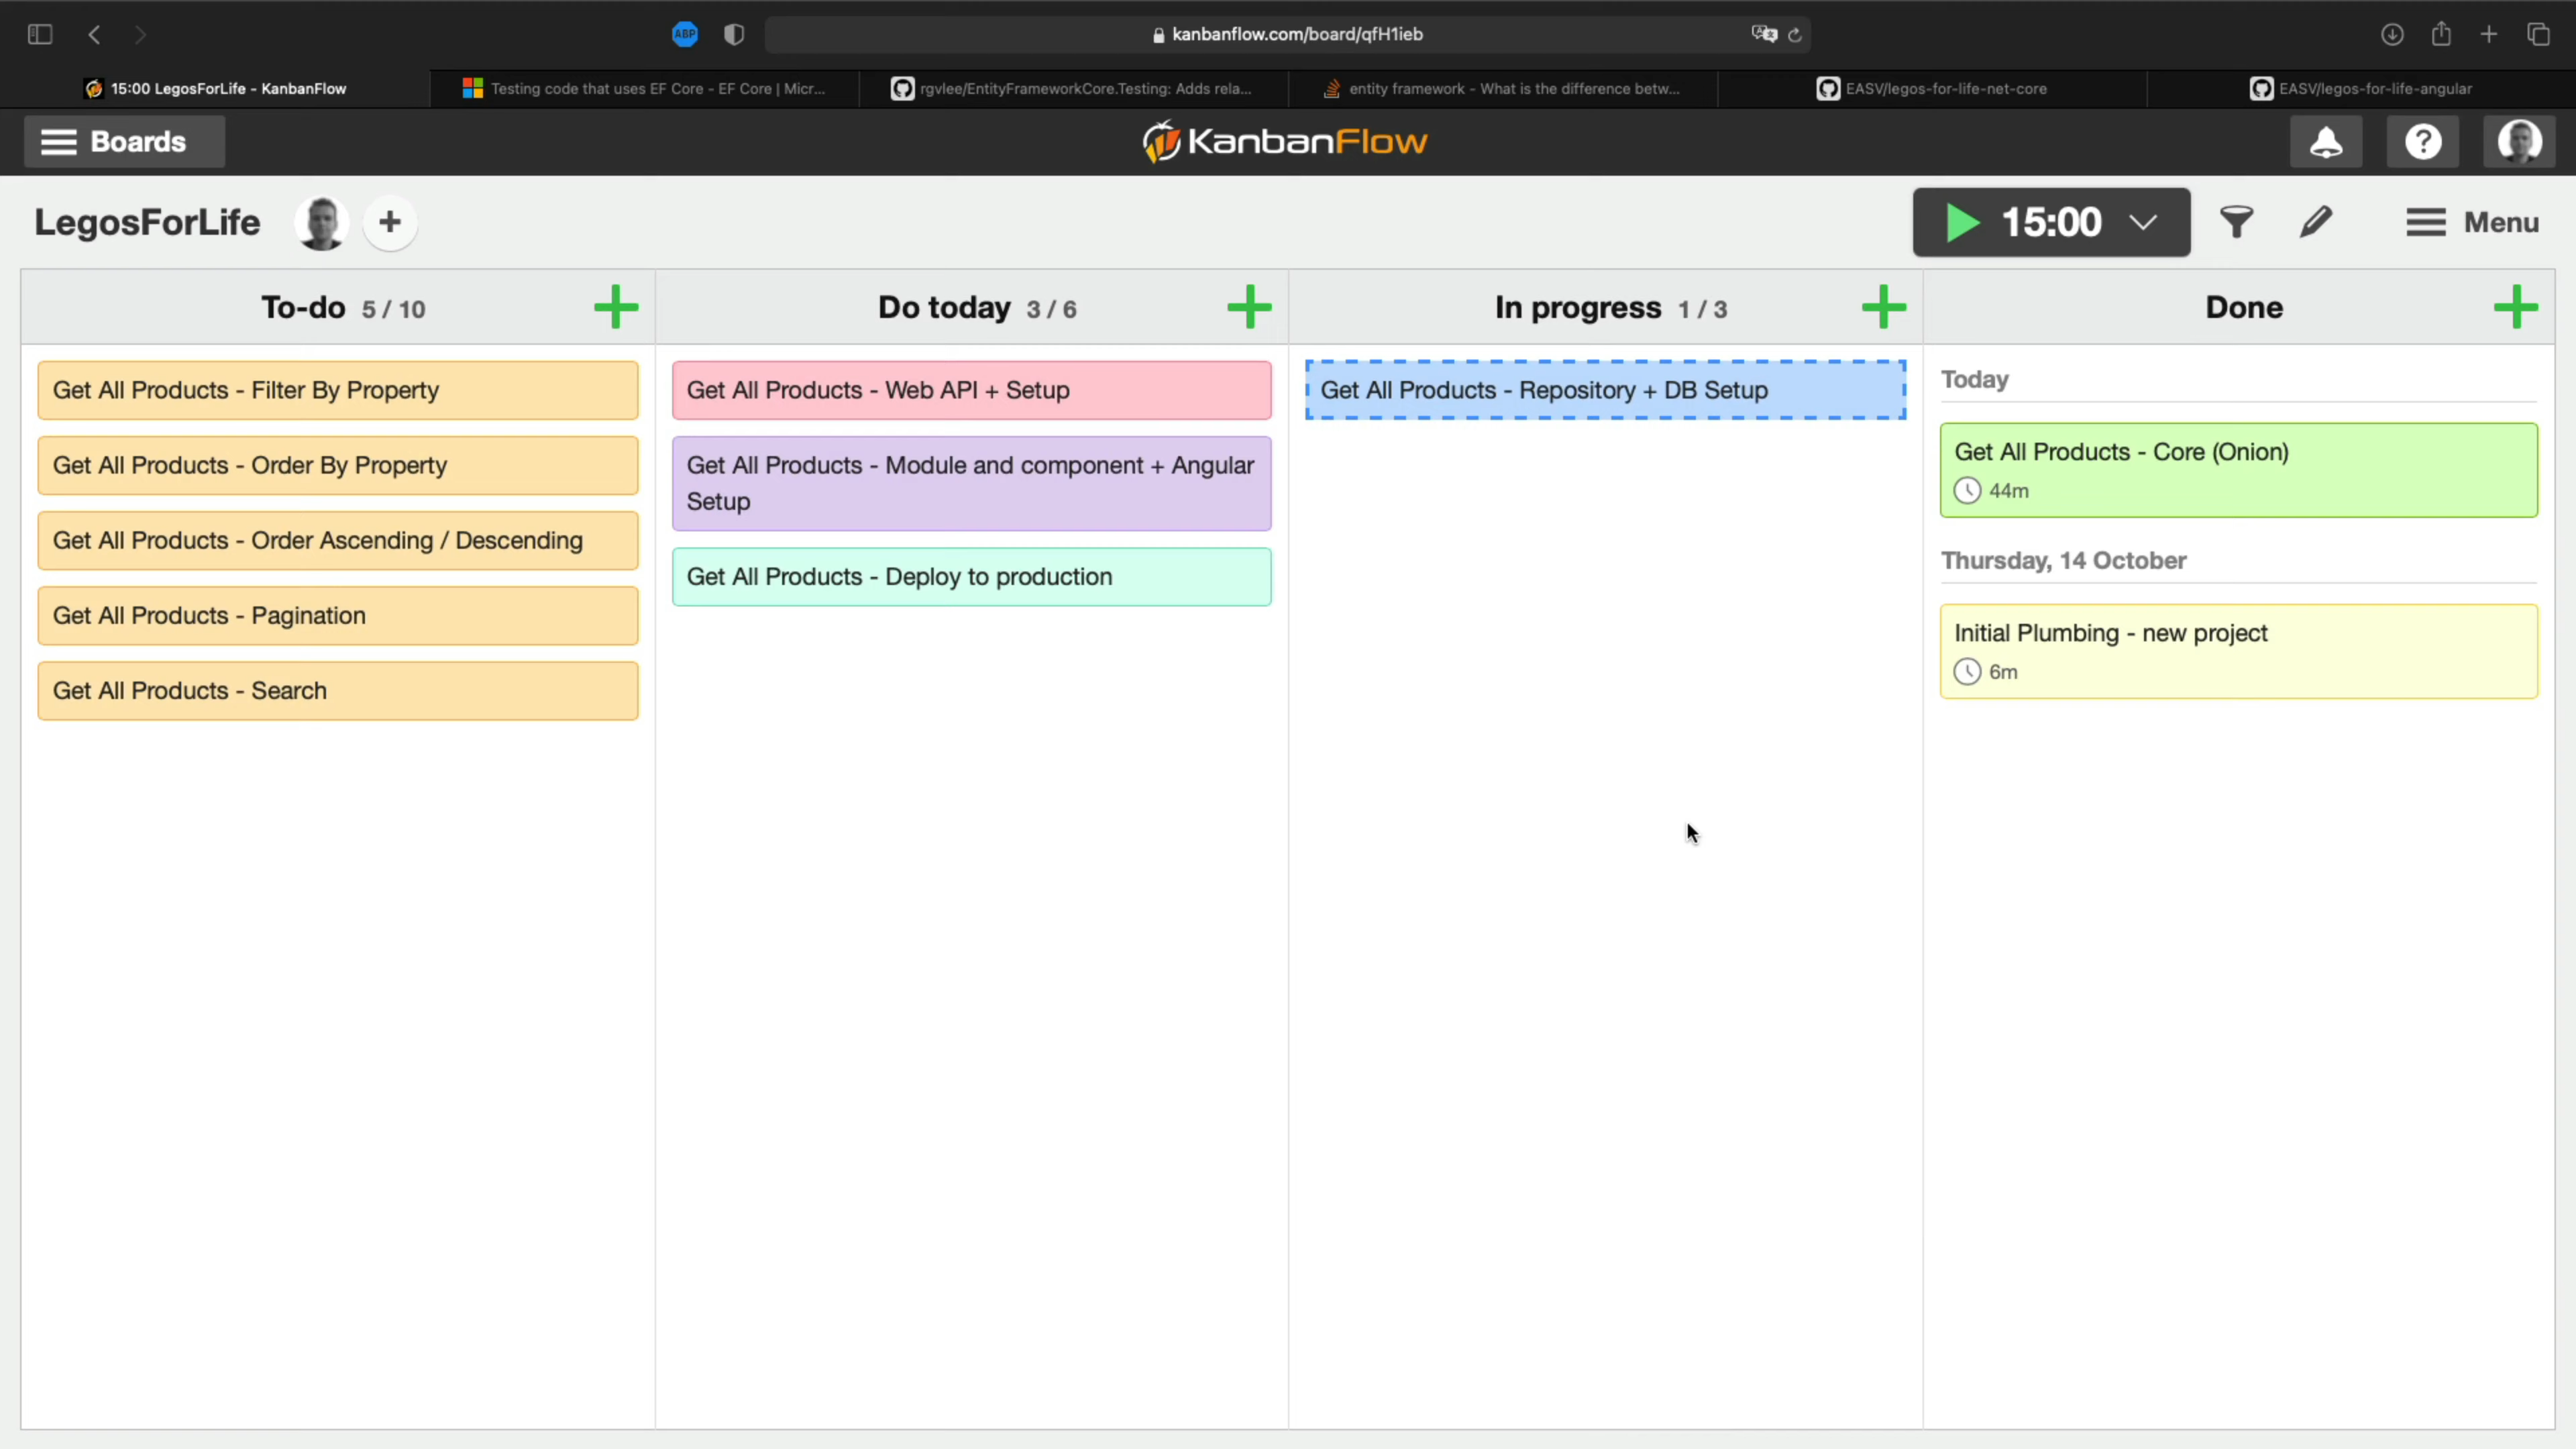 ABP
kanbanflow.com/board/qfH1ieb
15:00 LegosForLife - KanbanFlow
Testing code that uses EF Core - EF Core | Micr...
rgvlee/EntityFrameworkCore.Testing: Adds rela...
entity framework - What is the difference betw...
EASV/legos-for-life-net-core
EASV/legos-for-life-angular
Boards
KanbanFlow
?
LegosForLife
+
15:00
Menu
To-do 5 / 10
Do today 3 / 6
In progress 1 / 3
Done
Get All Products - Filter By Property
Get All Products - Order By Property
Get All Products - Order Ascending / Descending
Get All Products - Pagination
Get All Products - Search
Get All Products - Web API + Setup
Get All Products - Module and component + Angular
Setup
Get All Products - Deploy to production
Get All Products - Repository + DB Setup
Today
Get All Products - Core (Onion)
44m
Thursday, 14 October
Initial Plumbing - new project
6m